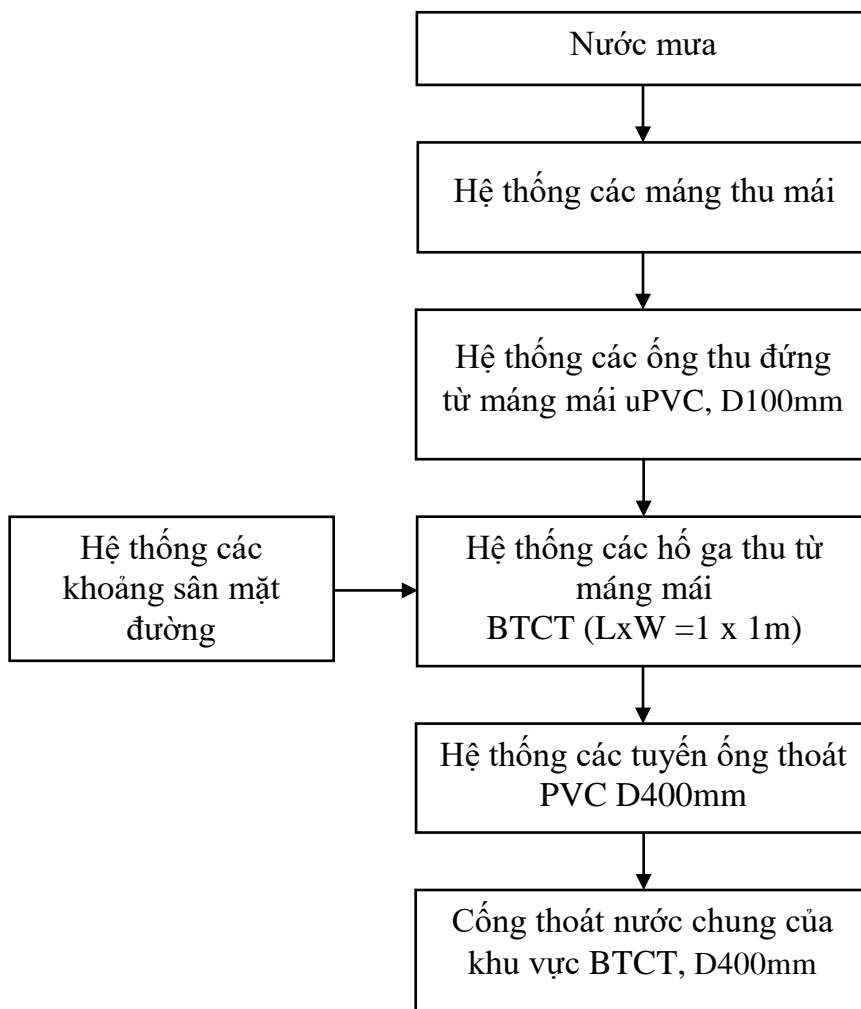 Nước mưa
Hệ thống các máng thu mái
Hệ thống các ống thu đứng
từ máng mái uPVC, D100mm
Hệ thống các
khoảng sân mặt
đường
Hệ thống các hố ga thu từ
máng mái
BTCT (LxW =1 x 1m)
Hệ thống các tuyến ống thoát
PVC D400mm
Cống thoát nước chung của
khu vực BTCT, D400mm